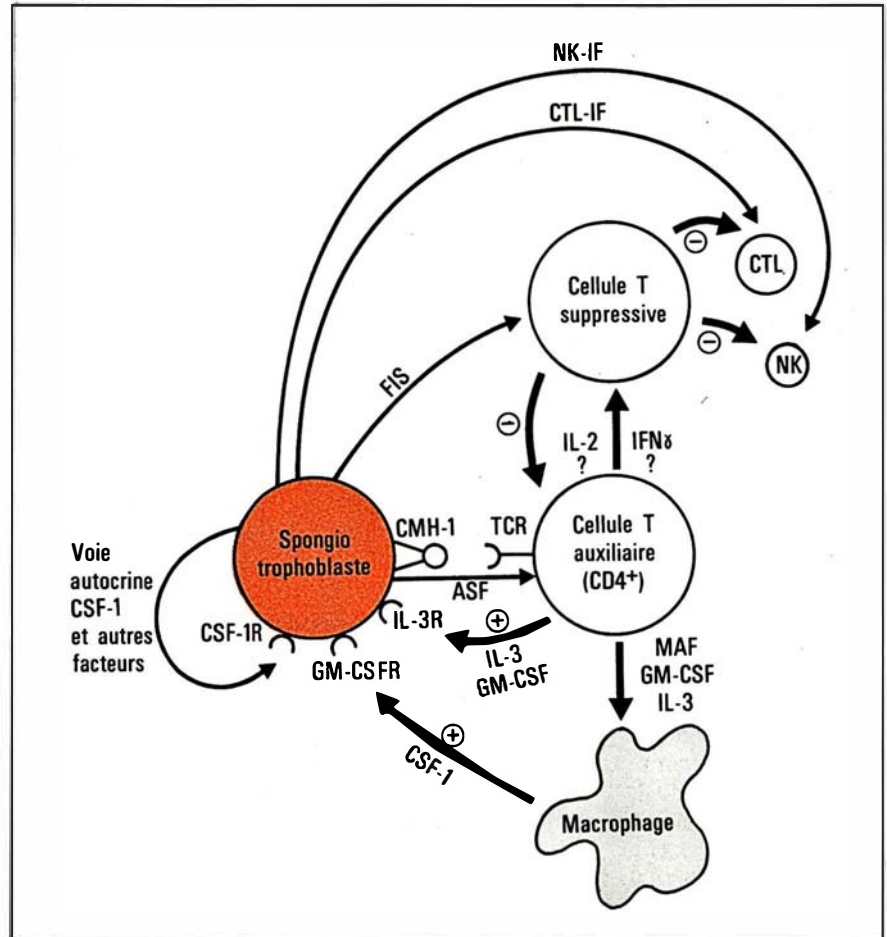 NK-IF
CTL-IF
Cellule T
suppressive
⊖
CTL
⊖
NK
FIS
⊖
IL-2
?
IFNɤ
?
Spongio
trophoblaste
CMH-1
TCR
Cellule T
auxiliaire
(CD4+)
ASF
Voie
autocrine
CSF-1
et autres
facteurs
CSF-1R
GM-CSFR
IL-3R
⊕
IL-3
GM-CSF
MAF
GM-CSF
IL-3
⊕
CSF-1
Macrophage